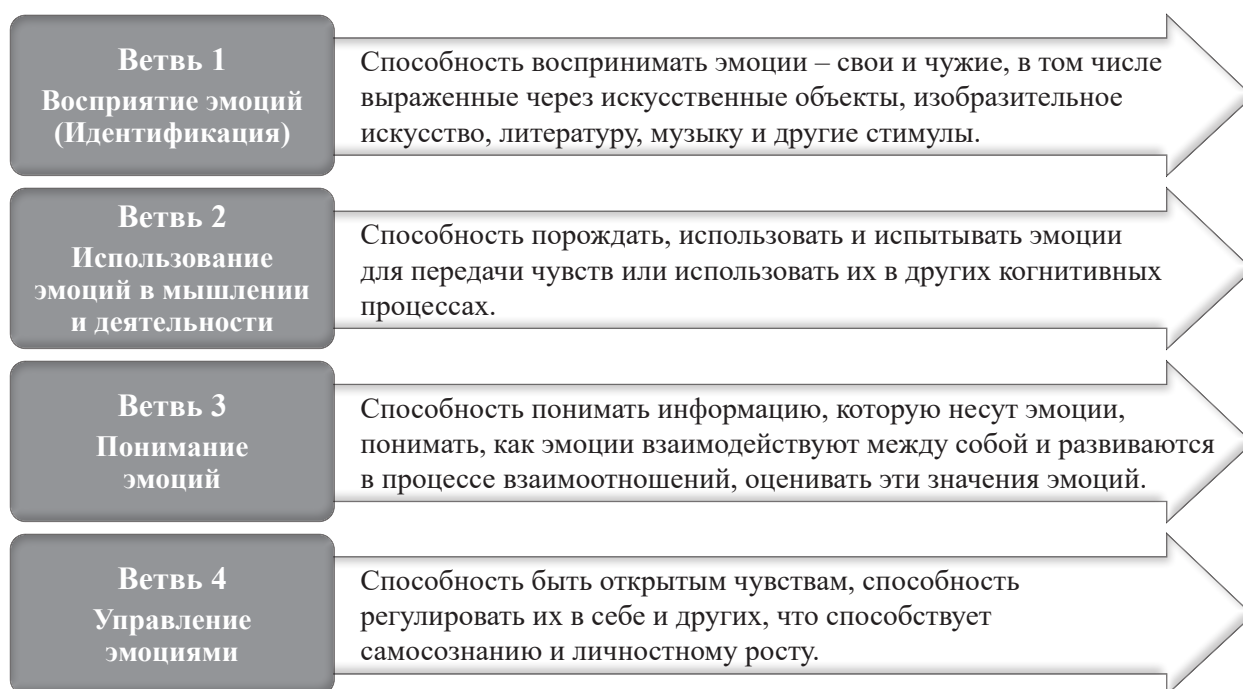 Ветвь 1
Восприятие эмоций
(Идентификация)
Способность воспринимать эмоции – свои и чужие, в том числе
выраженные через искусственные объекты, изобразительное
искусство, литературу, музыку и другие стимулы.
Ветвь 2
Использование
эмоций в мышлении
и деятельности
Способность порождать, использовать и испытывать эмоции
для передачи чувств или использовать их в других когнитивных
процессах.
Ветвь 3
Понимание
эмоций
Способность понимать информацию, которую несут эмоции,
понимать, как эмоции взаимодействуют между собой и развиваются
в процессе взаимоотношений, оценивать эти значения эмоций.
Ветвь 4
Управление
эмоциями
Способность быть открытым чувствам, способность
регулировать их в себе и других, что способствует
самосознанию и личностному росту.